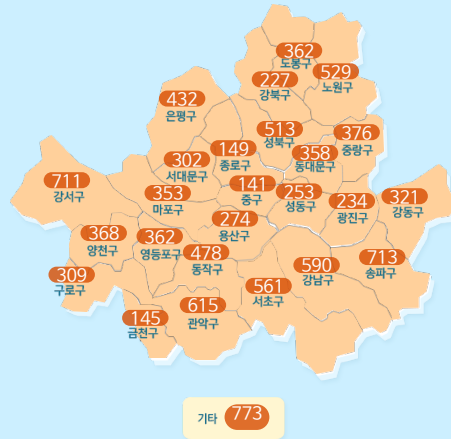 362
도봉구
529
노원구
227
강북구
432
은평구
513
성북구
376
중랑구
149
종로구
358
동대문구
302
서대문구
711
강서구
141
중구
353
마포구
253
성동구
234
광진구
321
강동구
274
용산구
368
양천구
362
영등포구
478
동작구
713
송파구
590
강남구
309
구로구
561
서초구
615
관악구
145
금천구
기타 773